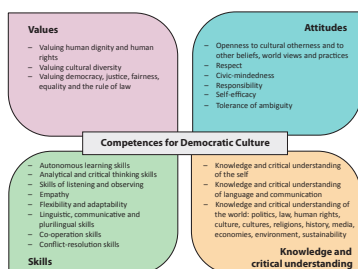 Values
– Valuing human dignity and human
rights
– Valuing cultural diversity
– Valuing democracy, justice, fairness,
equality and the rule of law
Attitudes
– Openness to cultural otherness and to
other beliefs, world views and practices
– Respect
– Civic-mindedness
– Responsibility
– Self-efficacy
– Tolerance of ambiguity
Competences for Democratic Culture
– Autonomous learning skills
– Analytical and critical thinking skills
– Skills of listening and observing
– Empathy
– Flexibility and adaptability
– Linguistic, communicative and
plurilingual skills
– Co-operation skills
– Conflict-resolution skills
Skills
– Knowledge and critical understanding
of the self
– Knowledge and critical understanding
of language and communication
– Knowledge and critical understanding of
the world: politics, law, human rights,
culture, cultures, religions, history, media,
economies, environment, sustainability
Knowledge and
critical understanding